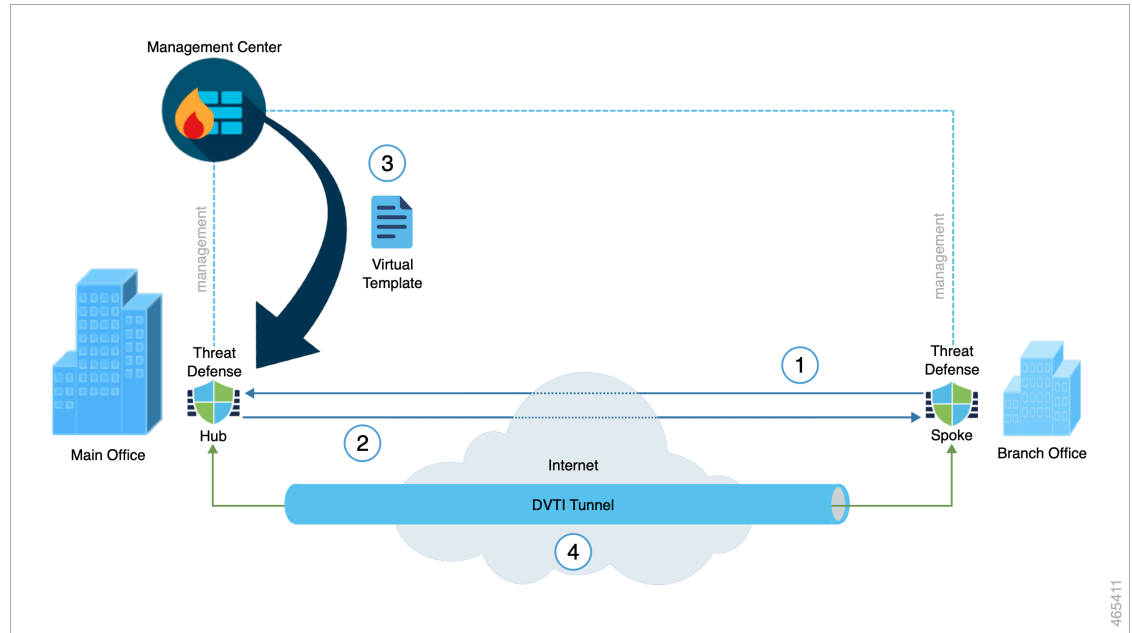 Management Center
3
Virtual
Template
management
management
Threat
Defense
Hub
Main Office
1
Threat
Defense
Spoke
Branch Office
2
Internet
DVTI Tunnel
4
465411